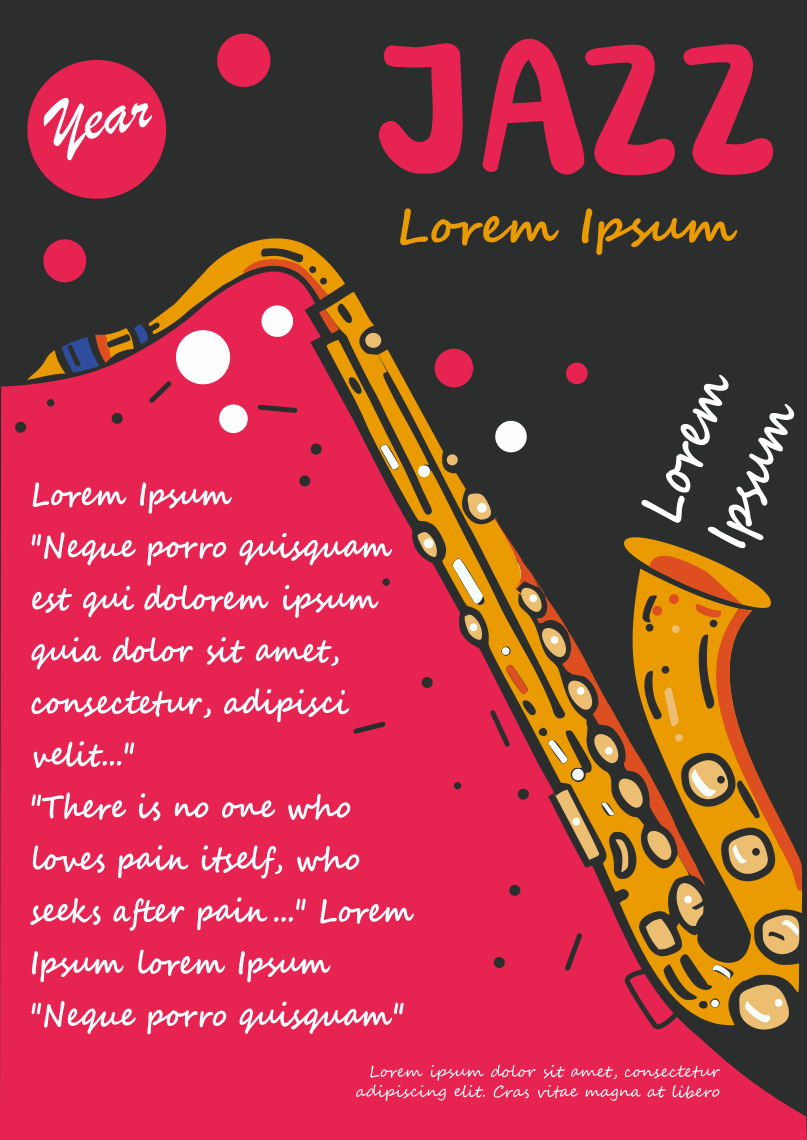 Year
JAZZ
Lorem Ipsum
Lorem
Ipsum
Lorem Ipsum
"Neque porro quisquam
est qui dolorem ipsum
quia dolor sit amet,
consectetur, adipisci
velit..."
"There is no one who
loves pain itself, who
seeks after pain ..." Lorem
Ipsum lorem Ipsum
"Neque porro quisquam"
Lorem ipsum dolor sit amet, consectetur
adipiscing elit. Cras vitae magna at libero